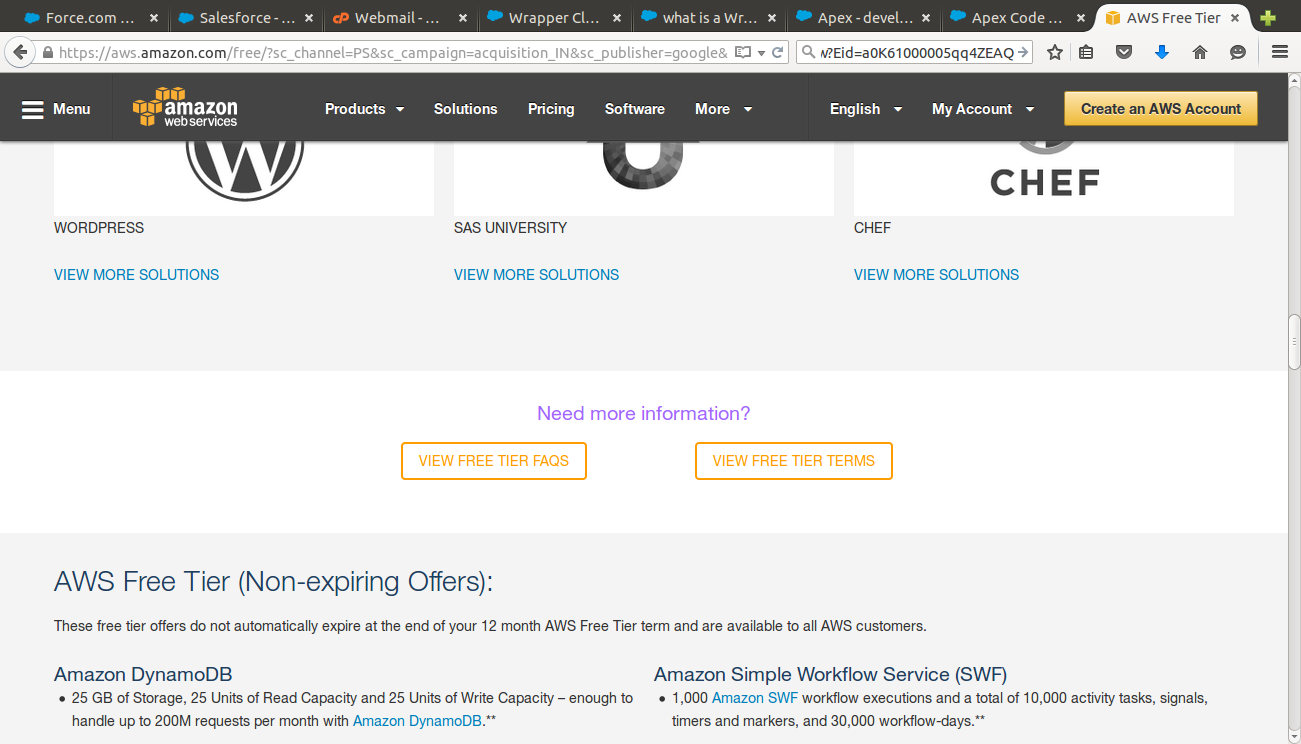 Force.com ...
Salesforce - ...
Webmail - ...
Wrapper Cl...
what is a Wr...
Apex - devel...
Apex Code ...
AWS Free Tier
https://aws.amazon.com/free/?sc_channel=PS&sc_campaign=acquisition_IN&sc_publisher=google&
w?Eid=a0K61000005qq4ZEAQ
Menu
amazon
web services
Products
Solutions
Pricing
Software
More
English
My Account
Create an AWS Account
CHEF
WORDPRESS
SAS UNIVERSITY
CHEF
VIEW MORE SOLUTIONS
VIEW MORE SOLUTIONS
VIEW MORE SOLUTIONS
Need more information?
VIEW FREE TIER FAQS
VIEW FREE TIER TERMS
AWS Free Tier (Non-expiring Offers):
These free tier offers do not automatically expire at the end of your 12 month AWS Free Tier term and are available to all AWS customers.
Amazon DynamoDB
• 25 GB of Storage, 25 Units of Read Capacity and 25 Units of Write Capacity – enough to
handle up to 200M requests per month with Amazon DynamoDB.**
Amazon Simple Workflow Service (SWF)
• 1,000 Amazon SWF workflow executions and a total of 10,000 activity tasks, signals,
timers and markers, and 30,000 workflow-days.**